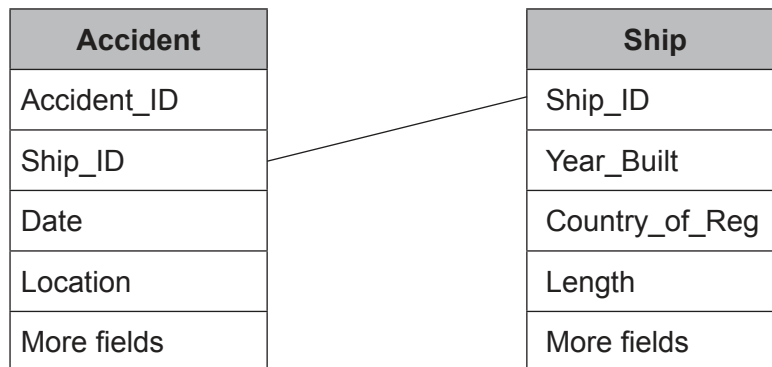 Accident
Accident_ID
Ship_ID
Date
Location
More fields
Ship
Ship_ID
Year_Built
Country_of_Reg
Length
More fields